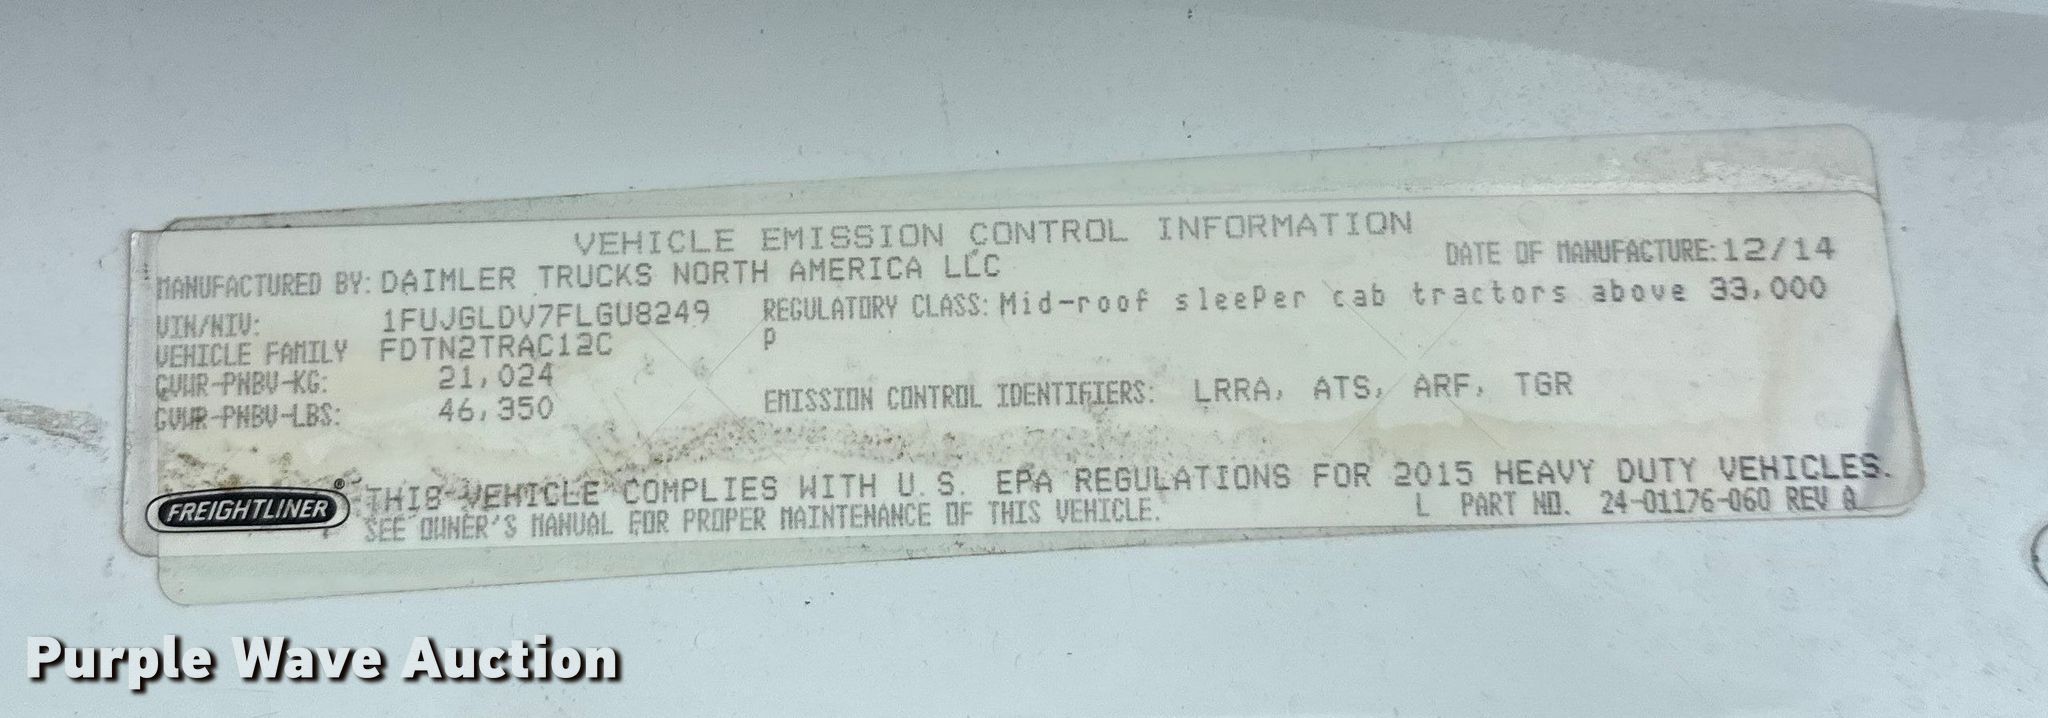 VEHICLE EMISSION CONTROL INFORMATION
MANUFACTURED BY: DAIMLER TRUCKS NORTH AMERICA LLC DATE OF MANUFACTURE: 12/14
VIN/NIV: 1FUJGLDV7FLGU8249 REGULATORY CLASS: Mid-roof sleePer cab tractors above 33,000
VEHICLE FAMILY FDTN2TRAC12C P
GVWR-PNBV-KG: 21,024
GVWR-PNBV-LBS: 46,350 EMISSION CONTROL IDENTIFIERS: LRRA, ATS, ARF, TGR
FREIGHTLINER® THIS VEHICLE COMPLIES WITH U.S. EPA REGULATIONS FOR 2015 HEAVY DUTY VEHICLES.
SEE OWNER'S MANUAL FOR PROPER MAINTENANCE OF THIS VEHICLE. L PART NO. 24-01176-060 REV A
Purple Wave Auction